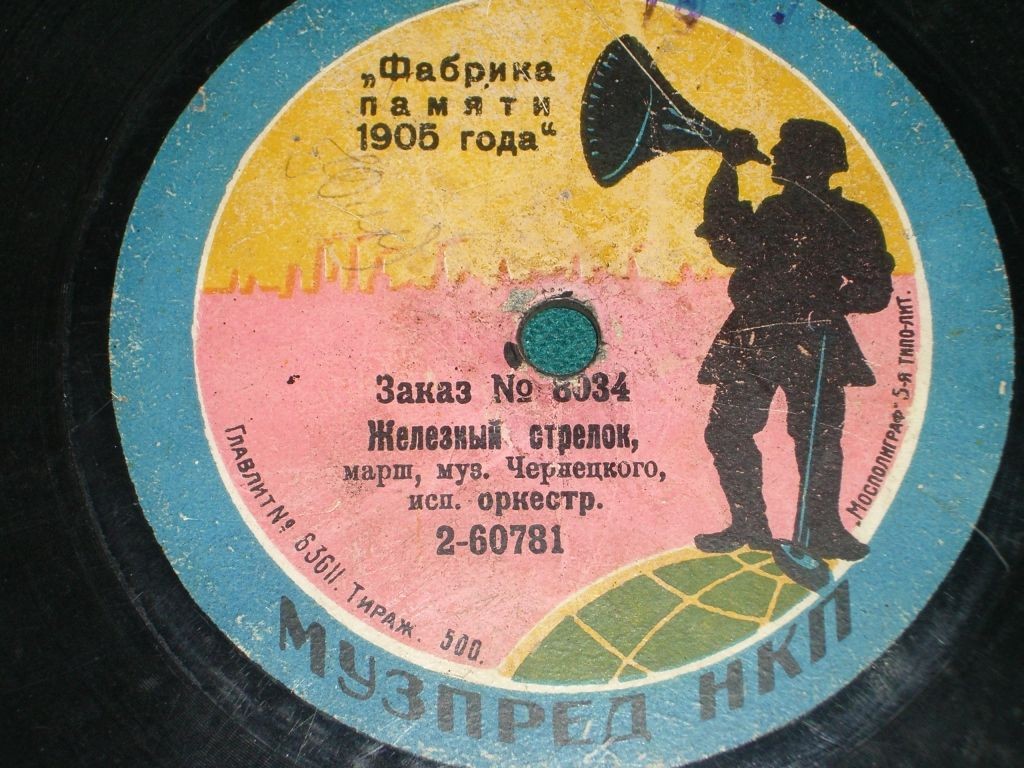 „Фабрика
памяти
1905 года“
Заказ № 8034
Железный стрелок,
марш, муз. Чернецкого,
исп. оркестр.
2-60781
Главлит № 63611. Тираж. 500.
„Мосполиграф“ 5-я типо-лит.
МУЗПРЕД НКП